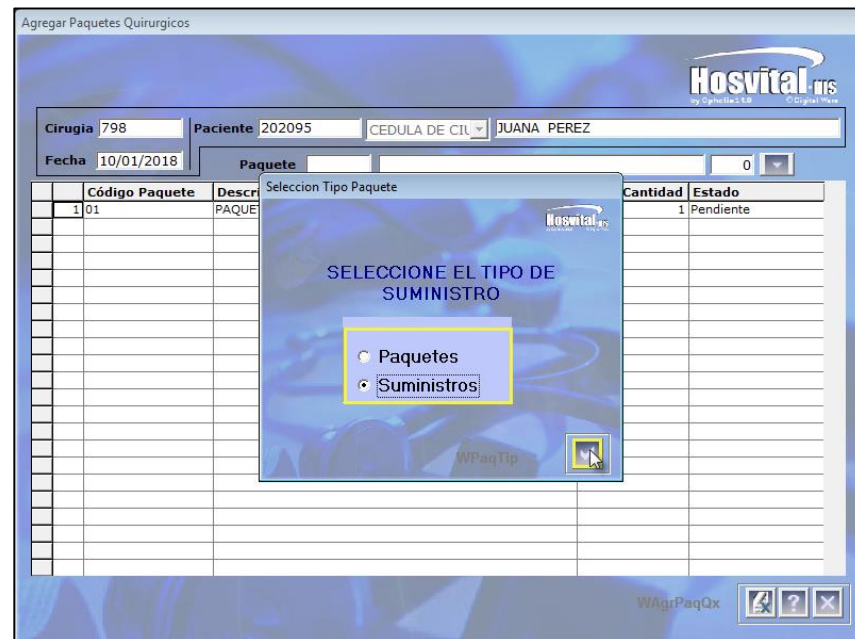 Agregar Paquetes Quirurgicos
Hosvital HIS
Cirugia 798 Paciente 202095 CEDULA DE CIU JUANA PEREZ
Fecha 10/01/2018 Paquete 0
Código Paquete Descri Cantidad Estado
1 01 PAQUET 1 Pendiente
Seleccion Tipo Paquete
Hosvital
SELECCIONE EL TIPO DE
SUMINISTRO
Paquetes
Suministros
WPaqTip
WAgrPaqQx ?